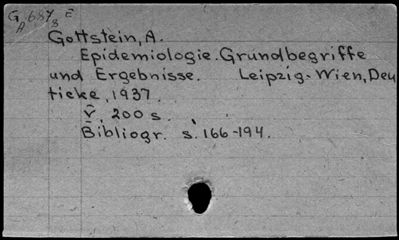 Gottstein, A.
Epidemiologie. Grundbegriffe
und Ergebnisse. Leipzig-Wien, Deu
ticke, 1937.
V, 200 s.
Bibliogr. s. 166-194.